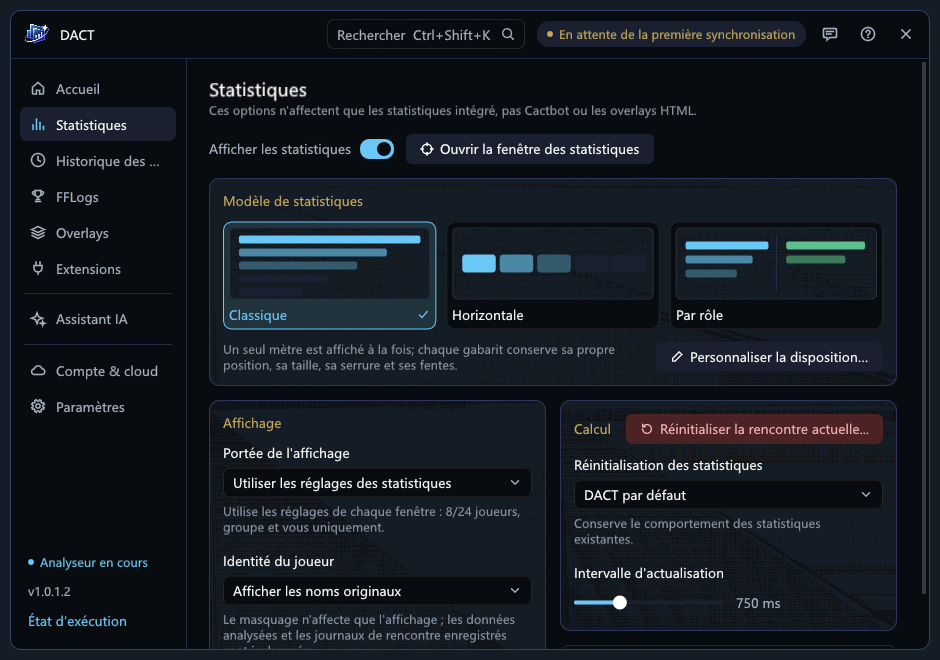 DACT
Rechercher Ctrl+Shift+K
En attente de la première synchronisation
Accueil
Statistiques
Historique des ...
FFLogs
Overlays
Extensions
Assistant IA
Compte & cloud
Paramètres
Analyseur en cours
v1.0.1.2
État d'exécution
Statistiques
Ces options n'affectent que les statistiques intégré, pas Cactbot ou les overlays HTML.
Afficher les statistiques
Ouvrir la fenêtre des statistiques
Modèle de statistiques
Classique
Horizontale
Par rôle
Un seul mètre est affiché à la fois; chaque gabarit conserve sa propre
position, sa taille, sa serrure et ses fentes.
Personnaliser la disposition...
Affichage
Portée de l'affichage
Utiliser les réglages des statistiques
Utilise les réglages de chaque fenêtre : 8/24 joueurs,
groupe et vous uniquement.
Identité du joueur
Afficher les noms originaux
Le masquage n'affecte que l'affichage ; les données
analysées et les journaux de rencontre enregistrés
Calcul
Réinitialiser la rencontre actuelle...
Réinitialisation des statistiques
DACT par défaut
Conserve le comportement des statistiques
existantes.
Intervalle d'actualisation
750 ms